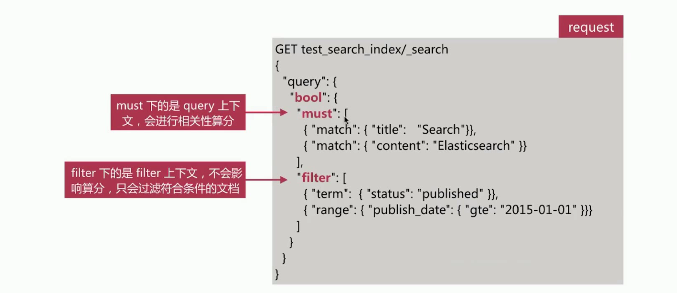 request
GET test_search_index/_search
{
"query": {
"bool": {
must 下的是 query 上下
文，会进行相关性算分
"must": [
{ "match": { "title": "Search"}},
{ "match": { "content": "Elasticsearch" }}
],
filter 下的是 filter 上下文，不会影
响算分，只会过滤符合条件的文档
"filter": [
{ "term": { "status": "published" }},
{ "range": { "publish_date": { "gte": "2015-01-01" }}}
]
}
}
}